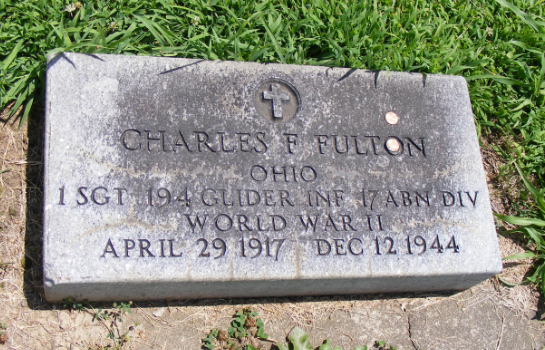 CHARLES F FULTON
OHIO
1 SGT 194 GLIDER INF 17 ABN DIV
WORLD WAR II
APRIL 29 1917 DEC 12 1944